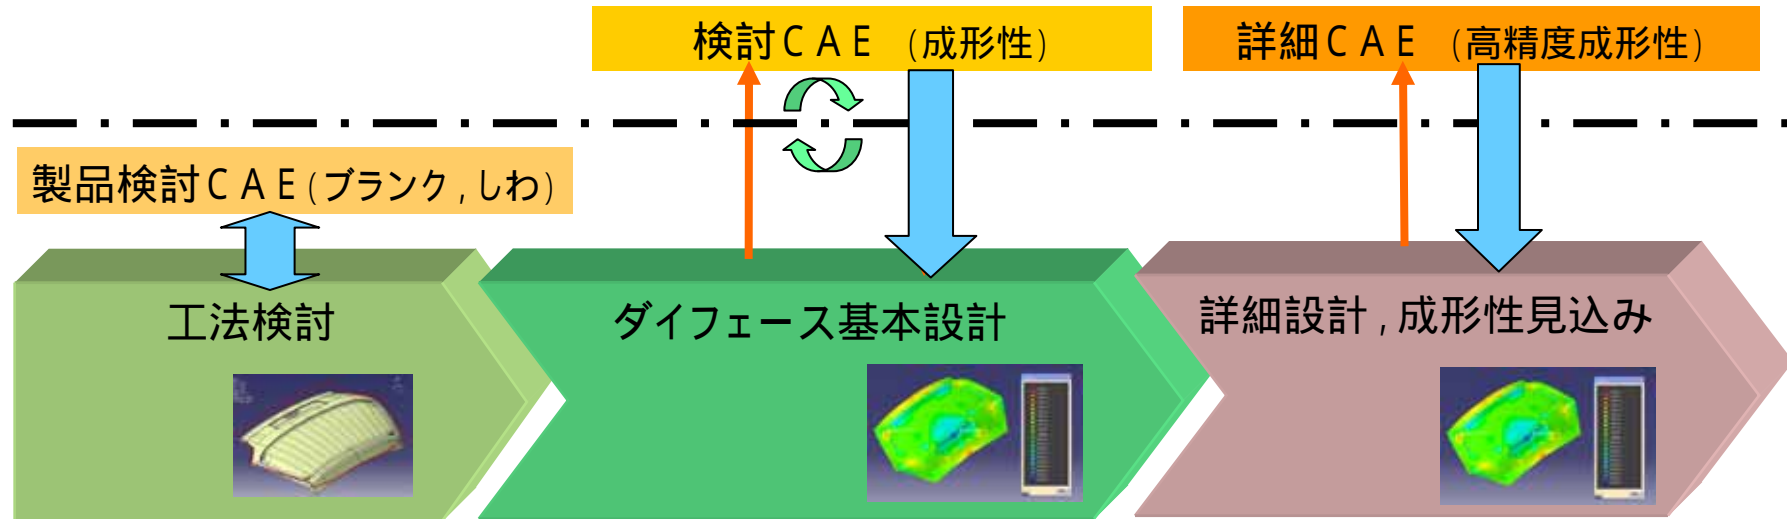 検討CAE (成形性)
詳細CAE (高精度成形性)
製品検討CAE(ブランク,しわ)
工法検討
ダイフェース基本設計
詳細設計,成形性見込み